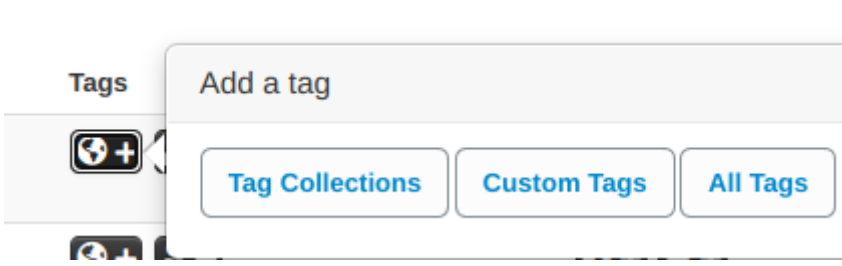 Tags
Add a tag
+
Tag Collections
Custom Tags
All Tags
+